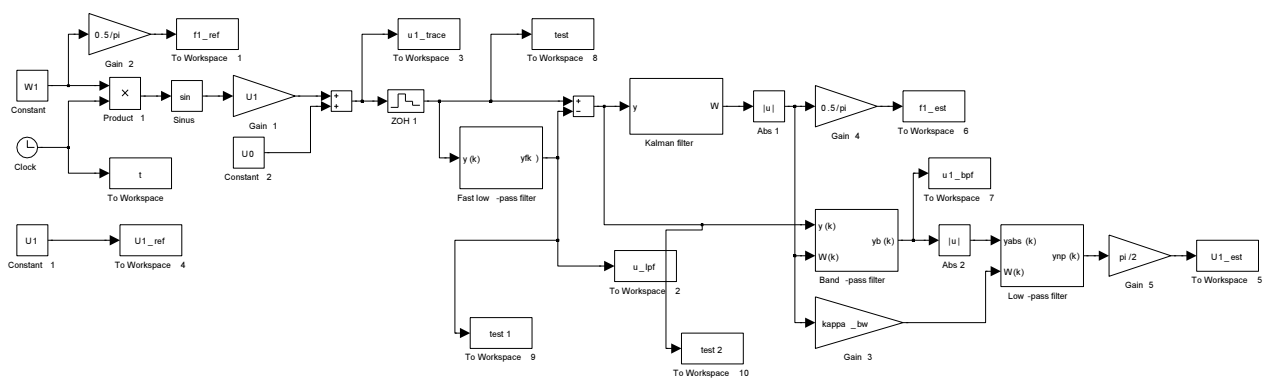 0.5/pi
Gain 2
f1_ref
To Workspace 1
W1
Constant
×
Product 1
sin
Sinus
U1
Gain 1
Clock
t
To Workspace
U0
Constant 2
+
+
u1_trace
To Workspace 3
ZOH 1
test
To Workspace 8
y (k)
yfk )
Fast low -pass filter
+
−
y
W
Kalman filter
|u|
Abs 1
0.5/pi
Gain 4
f1_est
To Workspace 6
u1_bpf
To Workspace 7
y (k)
W(k)
yb (k)
Band -pass filter
|u|
Abs 2
yabs (k)
W(k)
ynp (k)
Low -pass filter
pi /2
Gain 5
U1_est
To Workspace 5
U1
Constant 1
U1_ref
To Workspace 4
u_lpf
To Workspace 2
test 1
To Workspace 9
test 2
To Workspace 10
kappa _bw
Gain 3